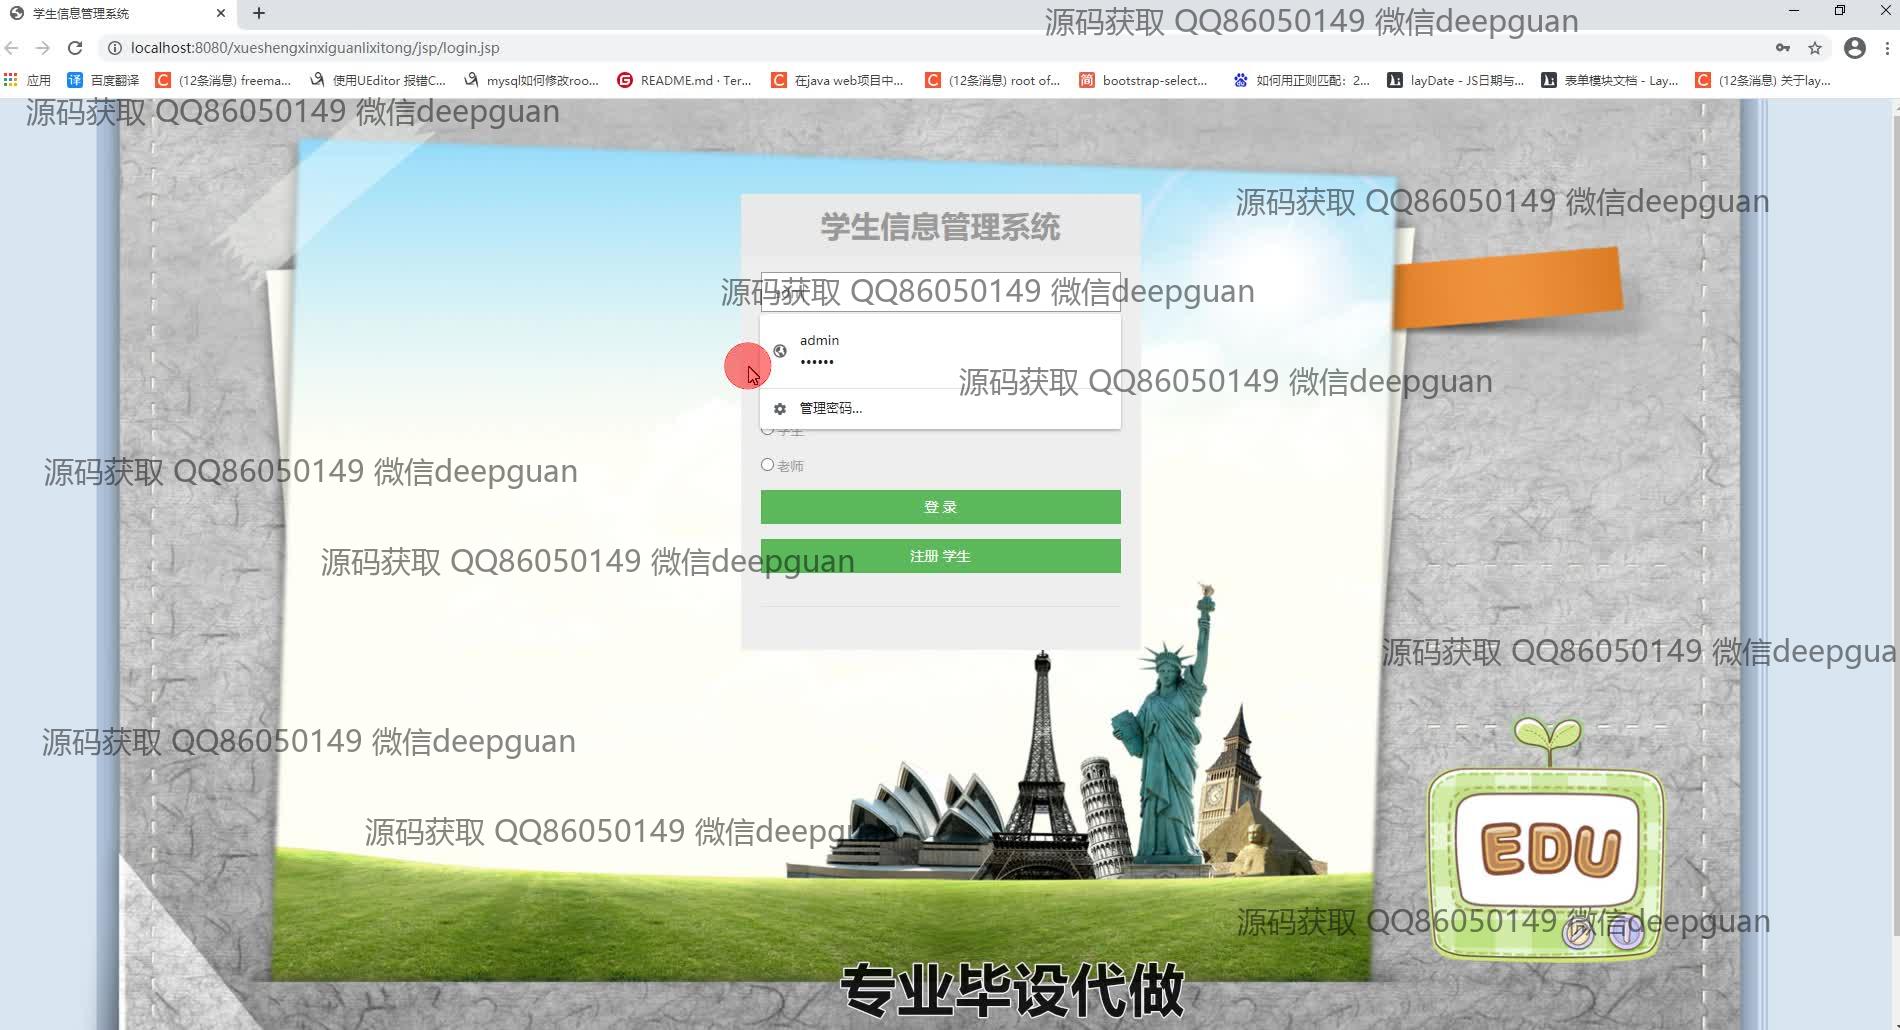 学生信息管理系统
源码获取 QQ86050149 微信deepguan
localhost:8080/xueshengxinxiguanlixitong/jsp/login.jsp
应用
译 百度翻译
C (12条消息) freema...
使用UEditor 报错C...
mysql如何修改roo...
G README.md · Ter...
C 在java web项目中...
C (12条消息) root of...
简 bootstrap-select...
如何用正则匹配：2...
layDate - JS日期与...
表单模块文档 - Lay...
C (12条消息) 关于lay...
源码获取 QQ86050149 微信deepguan
源码获取 QQ86050149 微信deepguan
学生信息管理系统
源码获取 QQ86050149 微信deepguan
admin
••••••
源码获取 QQ86050149 微信deepguan
管理密码...
学生
老师
源码获取 QQ86050149 微信deepguan
登 录
注册 学生
源码获取 QQ86050149 微信deepguan
源码获取 QQ86050149 微信deepgua
源码获取 QQ86050149 微信deepguan
源码获取 QQ86050149 微信deepguan
EDU
源码获取 QQ86050149 微信deepguan
专业毕设代做